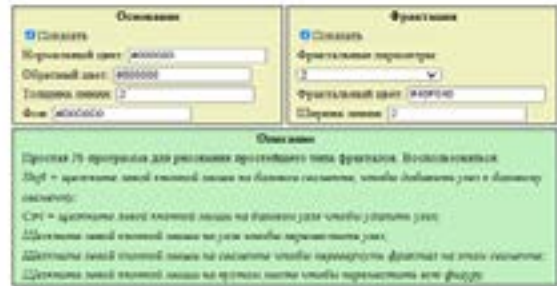 Основание
Показать
Нормальный цвет: #000000
Обратный цвет: #800000
Толщина линии: 2
Фон: #D0D0D0
Фракталия
Показать
Фрактальные параметры:
2
Фрактальный цвет:
Ширина линии: 2
Описание
Простая JS программа для рисования простейшего типа фракталов. Воспользоваться
Shift + щелкните левой кнопкой мыши на базовом сегменте, чтобы добавить узел к базовому
сегменту;
Ctrl + щелкните левой кнопкой мыши на базовом узле чтобы удалить узел;
Щелкните левой кнопкой мыши на узле чтобы переместить узел;
Щелкните левой кнопкой мыши на сегменте чтобы перевернуть фрактал на этом сегменте;
Щелкните левой кнопкой мыши на пустом месте чтобы переместить всю фигуру.